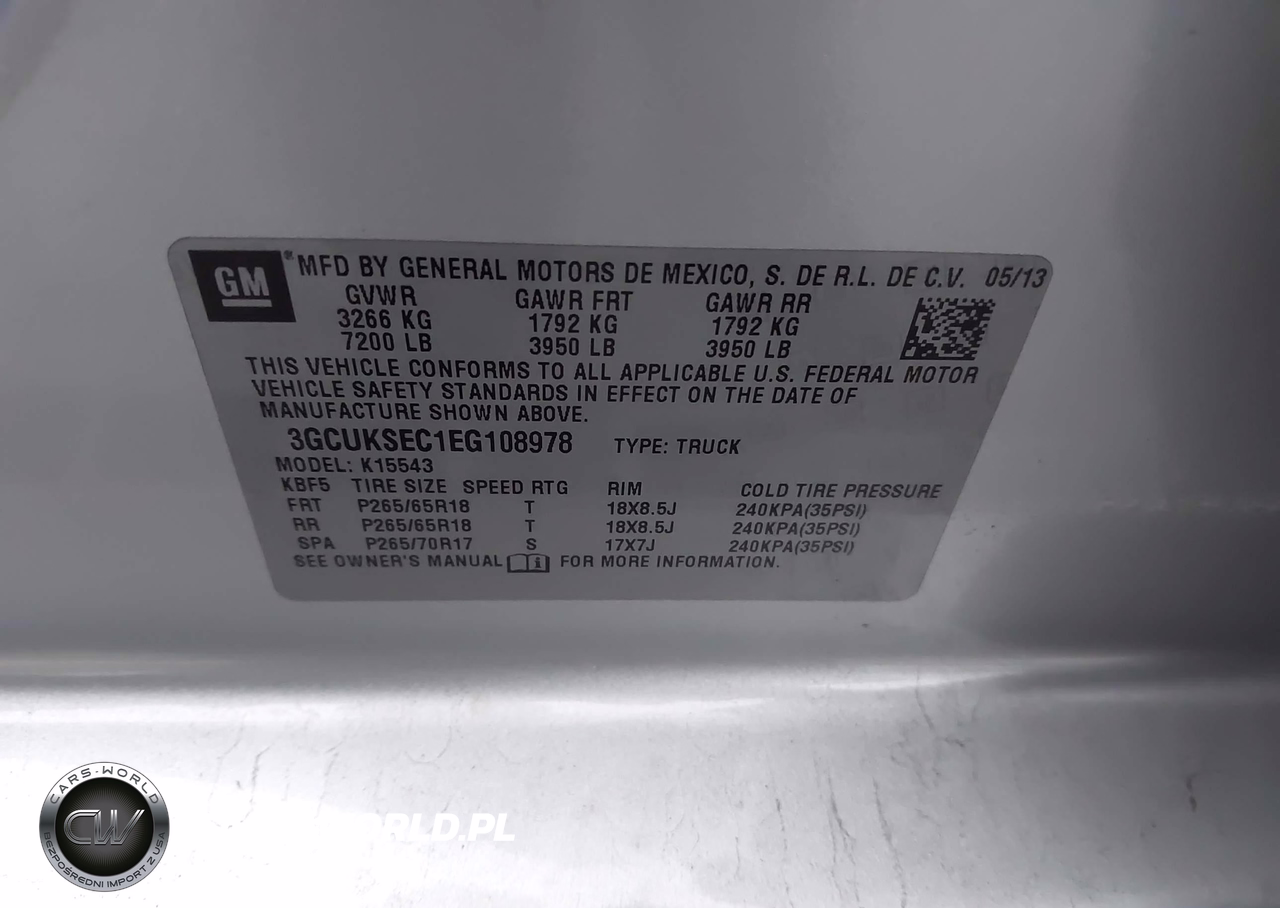 GM ® MFD BY GENERAL MOTORS DE MEXICO, S. DE R.L. DE C.V. 05/13
GVWR GAWR FRT GAWR RR
3266 KG 1792 KG 1792 KG
7200 LB 3950 LB 3950 LB
THIS VEHICLE CONFORMS TO ALL APPLICABLE U.S. FEDERAL MOTOR
VEHICLE SAFETY STANDARDS IN EFFECT ON THE DATE OF
MANUFACTURE SHOWN ABOVE.
3GCUKSEC1EG108978 TYPE: TRUCK
MODEL: K15543
KBF5 TIRE SIZE SPEED RTG RIM COLD TIRE PRESSURE
FRT P265/65R18 T 18X8.5J 240KPA(35PSI)
RR P265/65R18 T 18X8.5J 240KPA(35PSI)
SPA P265/70R17 S 17X7J 240KPA(35PSI)
SEE OWNER'S MANUAL FOR MORE INFORMATION.
CARS-WORLD
CW
BEZPOŚREDNI IMPORT Z USA